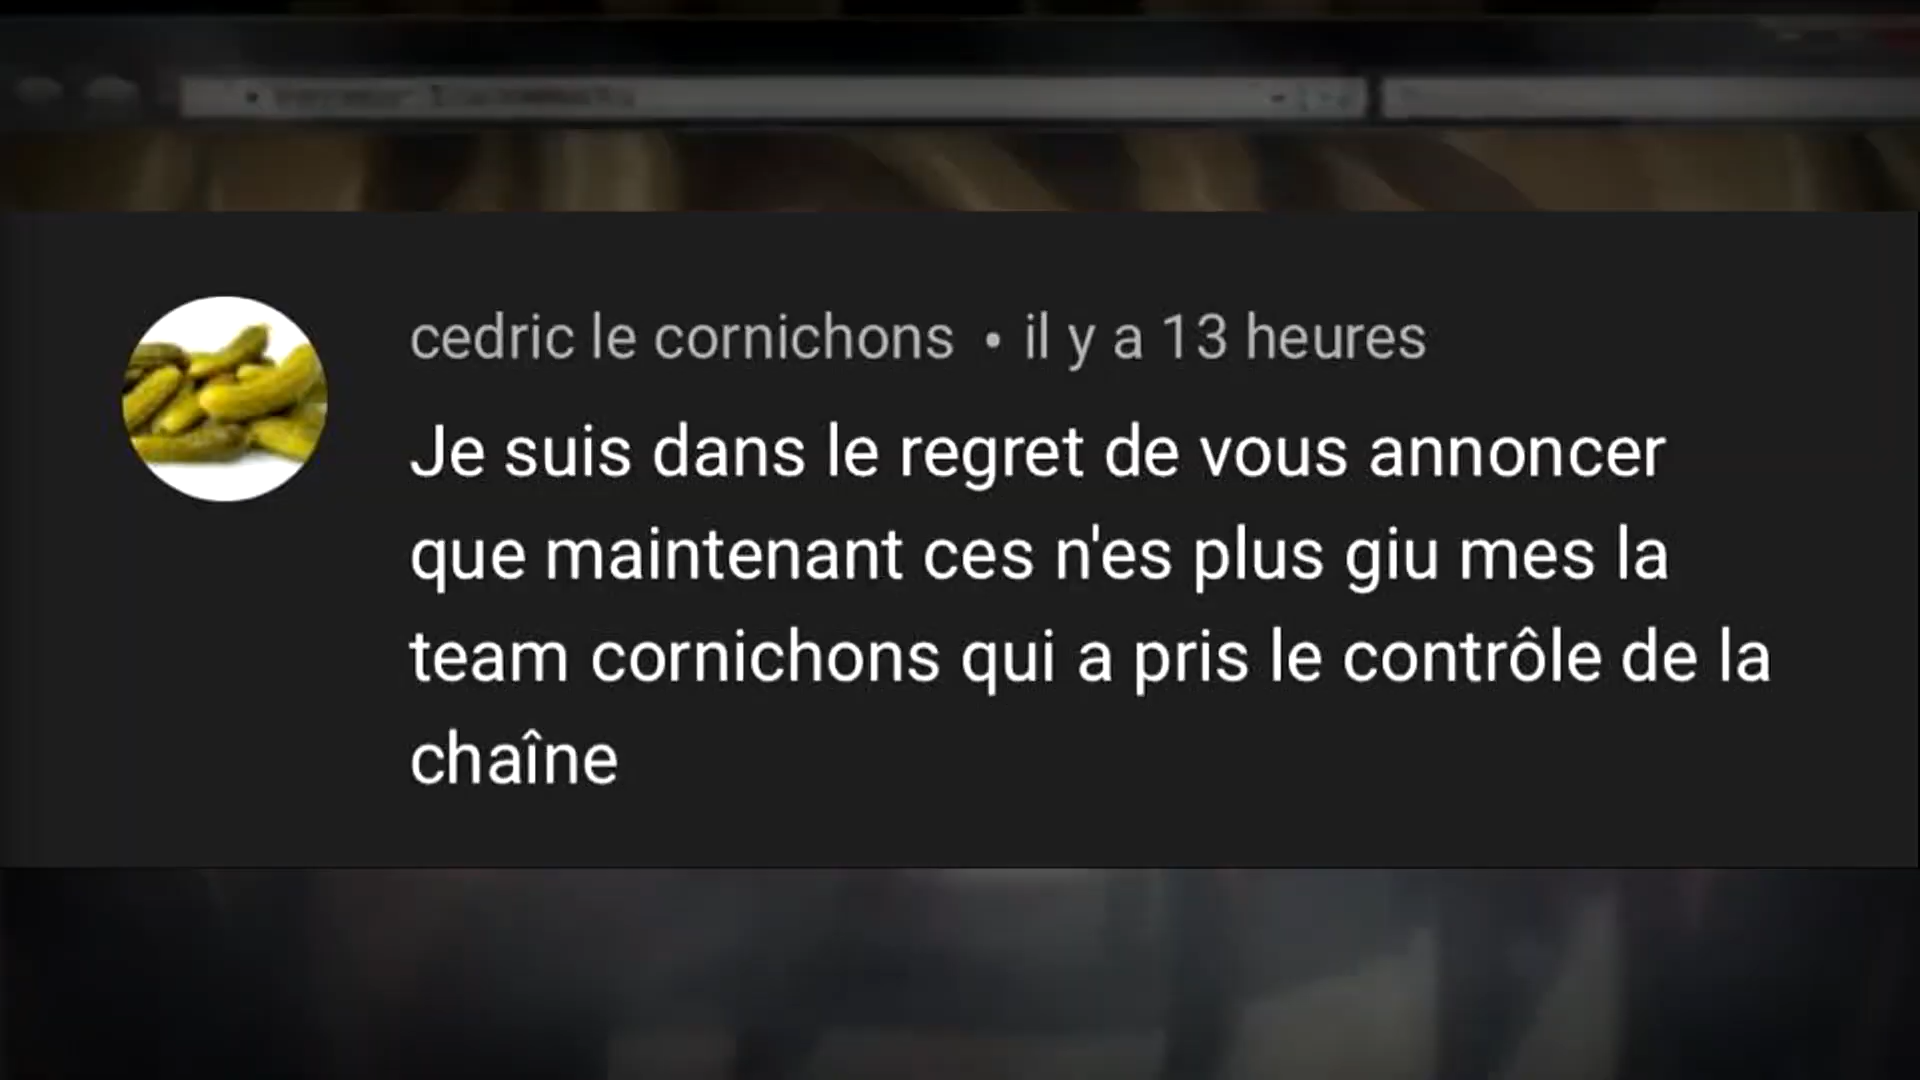 cedric le cornichons • il y a 13 heures
Je suis dans le regret de vous annoncer
que maintenant ces n'es plus giu mes la
team cornichons qui a pris le contrôle de la
chaîne